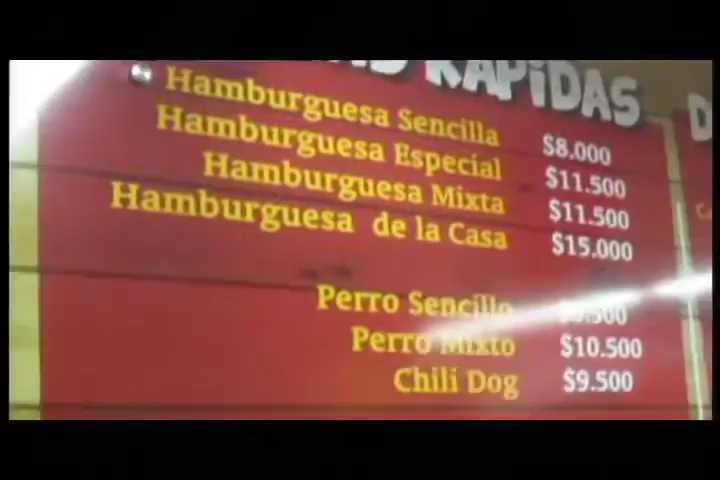 RAPiDAS
Hamburguesa Sencilla $8.000
Hamburguesa Especial $11.500
Hamburguesa Mixta $11.500
Hamburguesa de la Casa $15.000
Perro Sencillo
Perro Mixto $10.500
Chili Dog $9.500